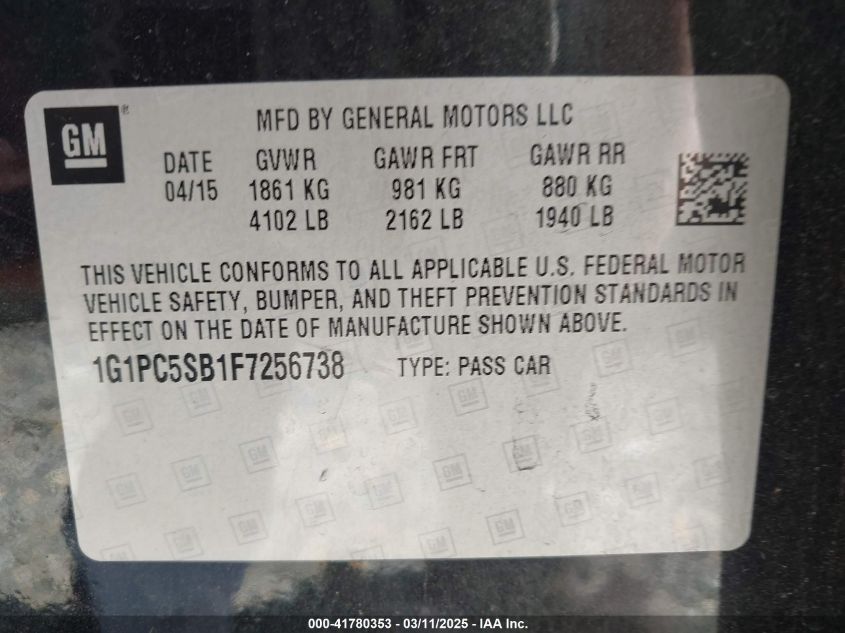 GM®
MFD BY GENERAL MOTORS LLC
DATE GVWR GAWR FRT GAWR RR
04/15 1861 KG 981 KG 880 KG
4102 LB 2162 LB 1940 LB
THIS VEHICLE CONFORMS TO ALL APPLICABLE U.S. FEDERAL MOTOR
VEHICLE SAFETY, BUMPER, AND THEFT PREVENTION STANDARDS IN
EFFECT ON THE DATE OF MANUFACTURE SHOWN ABOVE.
1G1PC5SB1F7256738 TYPE: PASS CAR
000-41780353 - 03/11/2025 - IAA Inc.